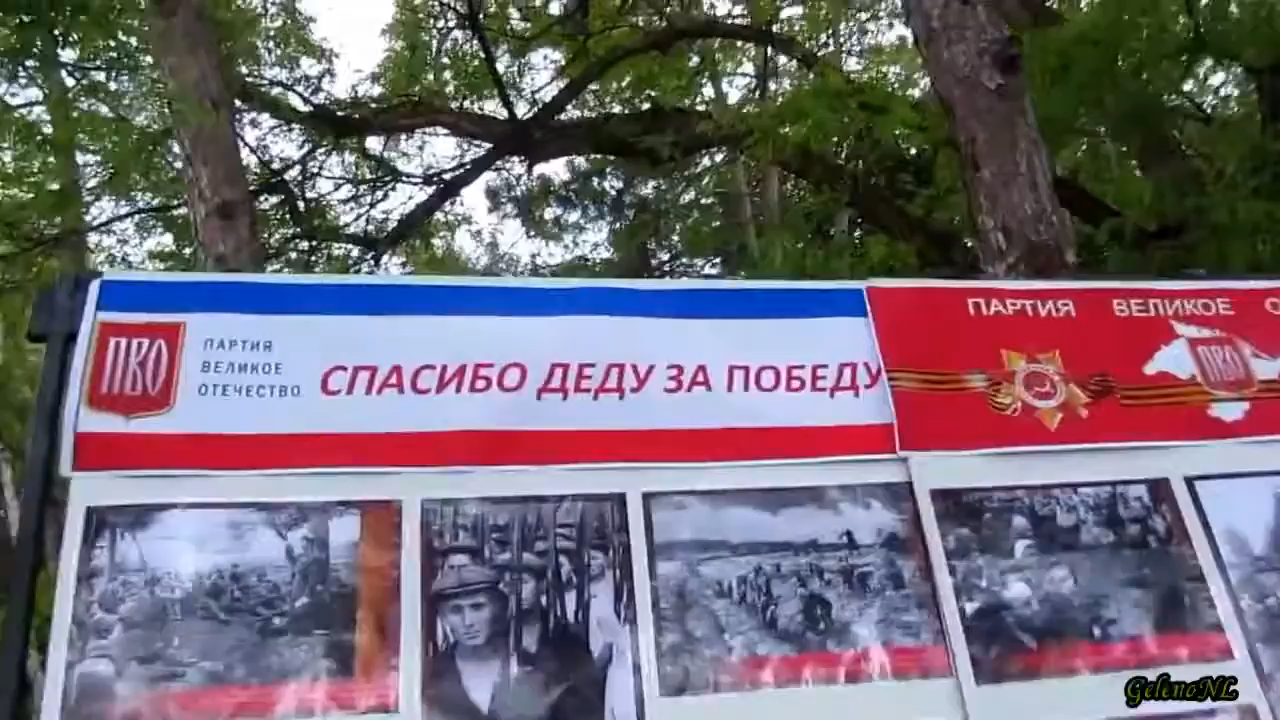 ПВО
ПАРТИЯ
ВЕЛИКОЕ
ОТЕЧЕСТВО
СПАСИБО ДЕДУ ЗА ПОБЕДУ
ПАРТИЯ ВЕЛИКОЕ О
ПВО
GelenoNL